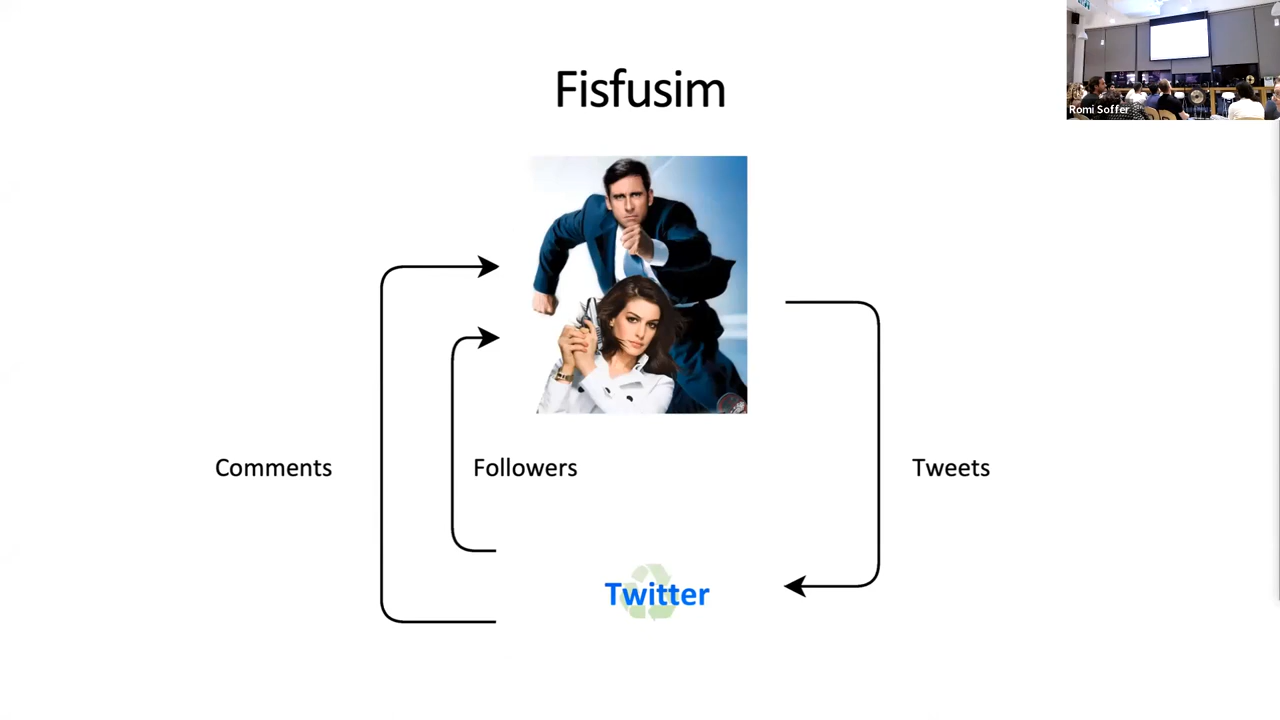 Fisfusim
Romi Soffer
Comments
Followers
Tweets
Twitter